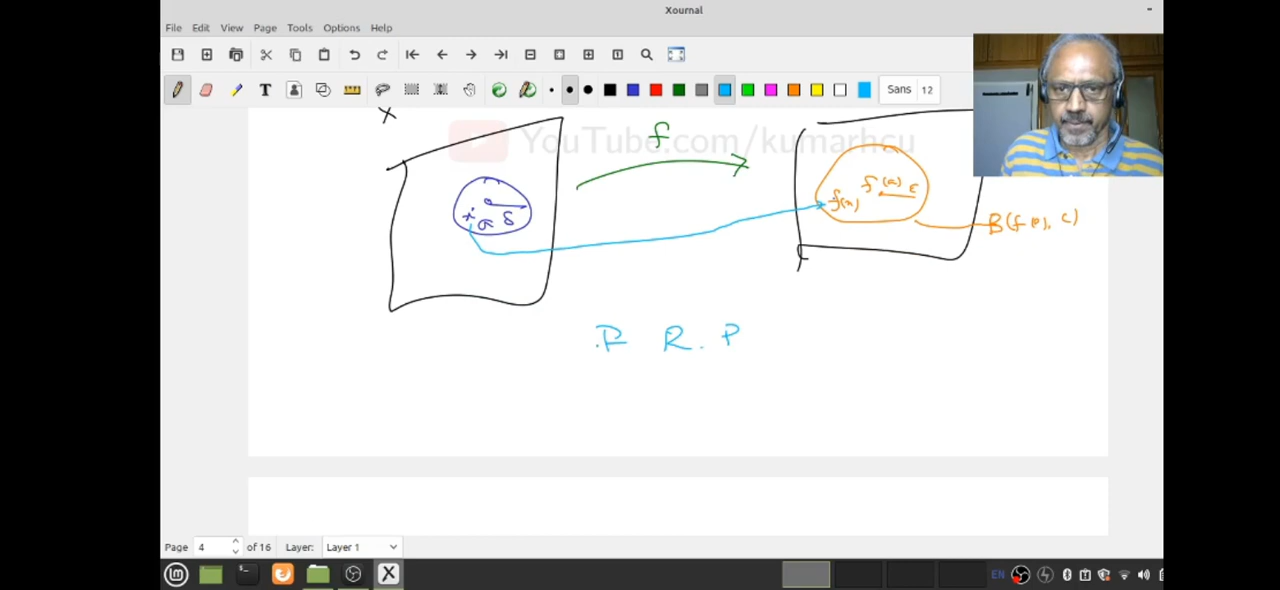 Xournal
File Edit View Page Tools Options Help
Sans 12
X
YouTube.com/kumarhcu
f
f(a) ε
x a δ
f(x)
B(f(a), ε)
F R. P
Page 4 of 16 Layer: Layer 1
EN